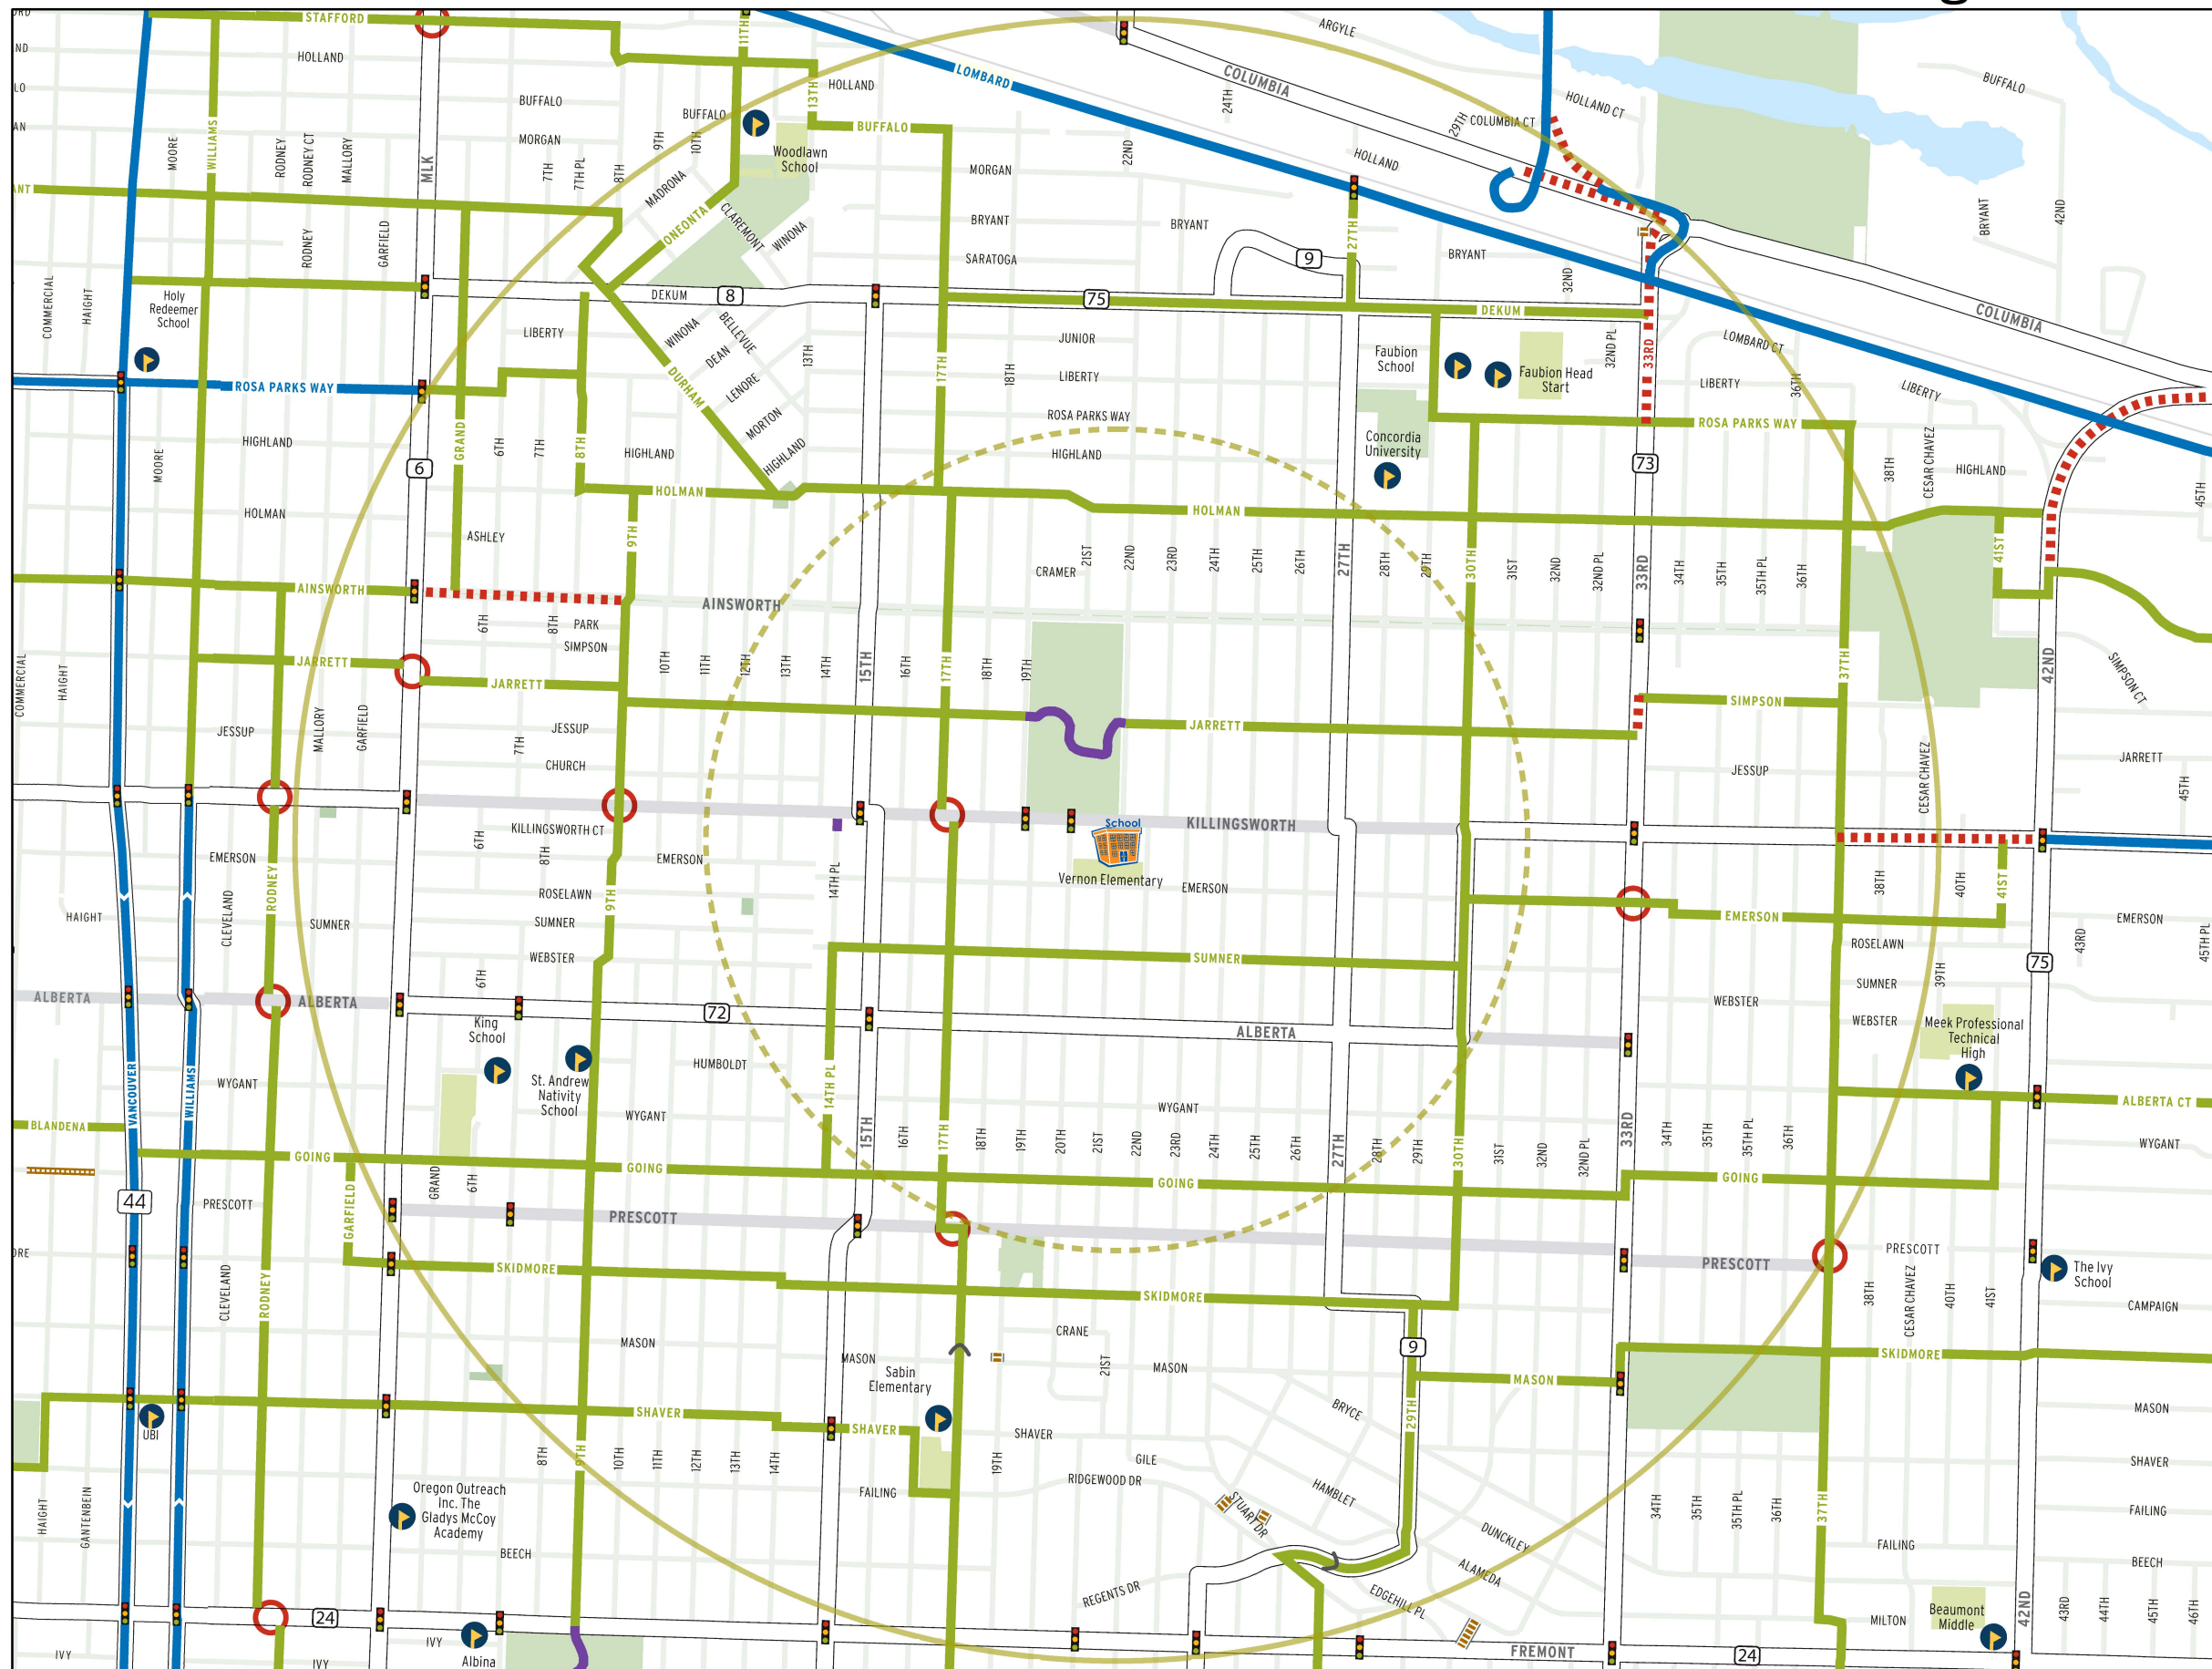 STAFFORD
11TH
ARGYLE
HOLLAND
HOLLAND
LOMBARD
COLUMBIA
BUFFALO
BUFFALO
BUFFALO
13TH
BUFFALO
24TH
29TH
COLUMBIA CT
HOLLAND CT
WILLIAMS
MOORE
RODNEY
RODNEY CT
MALLORY
MLK
MORGAN
7TH
7TH PL
8TH
9TH
10TH
Woodlawn
School
MORGAN
22ND
HOLLAND
MADRONA
ONEONTA
CLAREMONT
WINONA
BRYANT
BRYANT
27TH
BRYANT
BRYANT
42ND
RODNEY
GARFIELD
SARATOGA
9
32ND
COMMERCIAL
HAIGHT
Holy
Redeemer
School
DEKUM
8
75
DEKUM
COLUMBIA
LIBERTY
WINONA
BELLEVUE
DEAN
LENORE
MORTON
HIGHLAND
DURHAM
13TH
17TH
18TH
JUNIOR
LIBERTY
Faubion
School
Faubion Head
Start
32ND PL
33RD
LOMBARD CT
LIBERTY
36TH
LIBERTY
ROSA PARKS WAY
ROSA PARKS WAY
ROSA PARKS WAY
HIGHLAND
MOORE
6
GRAND
6TH
7TH
8TH
HIGHLAND
HIGHLAND
Concordia
University
73
38TH
CESAR CHAVEZ
HIGHLAND
45TH
HOLMAN
HOLMAN
HOLMAN
ASHLEY
9TH
CRAMER
21ST
22ND
23RD
24TH
25TH
26TH
27TH
28TH
29TH
30TH
31ST
32ND
32ND PL
33RD
34TH
35TH
35TH PL
36TH
41ST
AINSWORTH
AINSWORTH
6TH
8TH
PARK
SIMPSON
COMMERCIAL
HAIGHT
JARRETT
JARRETT
10TH
11TH
12TH
13TH
14TH
15TH
16TH
17TH
18TH
19TH
37TH
42ND
SIMPSON CT
JESSUP
MALLORY
GARFIELD
7TH
JESSUP
CHURCH
JARRETT
SIMPSON
JESSUP
CESAR CHAVEZ
JARRETT
45TH
KILLINGSWORTH CT
KILLINGSWORTH
School
Vernon Elementary
EMERSON
6TH
8TH
EMERSON
14TH PL
EMERSON
RODNEY
CLEVELAND
HAIGHT
SUMNER
ROSELAWN
SUMNER
WEBSTER
9TH
6TH
SUMNER
EMERSON
38TH
40TH
41ST
EMERSON
43RD
45TH PL
ROSELAWN
SUMNER
39TH
WEBSTER
WEBSTER
75
ALBERTA
ALBERTA
72
ALBERTA
King
School
St. Andrew
Nativity
School
HUMBOLDT
Meek Professional
Technical
High
VANCOUVER
WILLIAMS
WYGANT
WYGANT
14TH PL
WYGANT
ALBERTA CT
WYGANT
BLANDENA
15TH
16TH
17TH
18TH
19TH
20TH
21ST
22ND
23RD
24TH
25TH
26TH
27TH
28TH
29TH
30TH
31ST
32ND
32ND PL
33RD
34TH
35TH
35TH PL
36TH
GOING
GOING
GOING
GOING
44
PRESCOTT
GARFIELD
GRAND
6TH
PRESCOTT
PRESCOTT
PRESCOTT
The Ivy
School
CLEVELAND
RODNEY
SKIDMORE
SKIDMORE
38TH
CESAR CHAVEZ
40TH
41ST
CAMPAIGN
MASON
MASON
CRANE
21ST
MASON
9
SKIDMORE
Sabin
Elementary
MASON
MASON
UBI
SHAVER
SHAVER
SHAVER
BRYCE
29TH
SHAVER
8TH
9TH
10TH
11TH
12TH
13TH
14TH
19TH
GILE
RIDGEWOOD DR
HAMBLET
STUART DR
FAILING
HAIGHT
GANTENBEIN
Oregon Outreach
Inc. The
Gladys McCoy
Academy
34TH
35TH
35TH PL
36TH
37TH
FAILING
FAILING
DUNCKLEY
BEECH
ALAMEDA
BEECH
REGENTS DR
EDGEHILL PL
24
IVY
IVY
IVY
Albina
FREMONT
24
MILTON
Beaumont
Middle
42ND
43RD
44TH
45TH
46TH